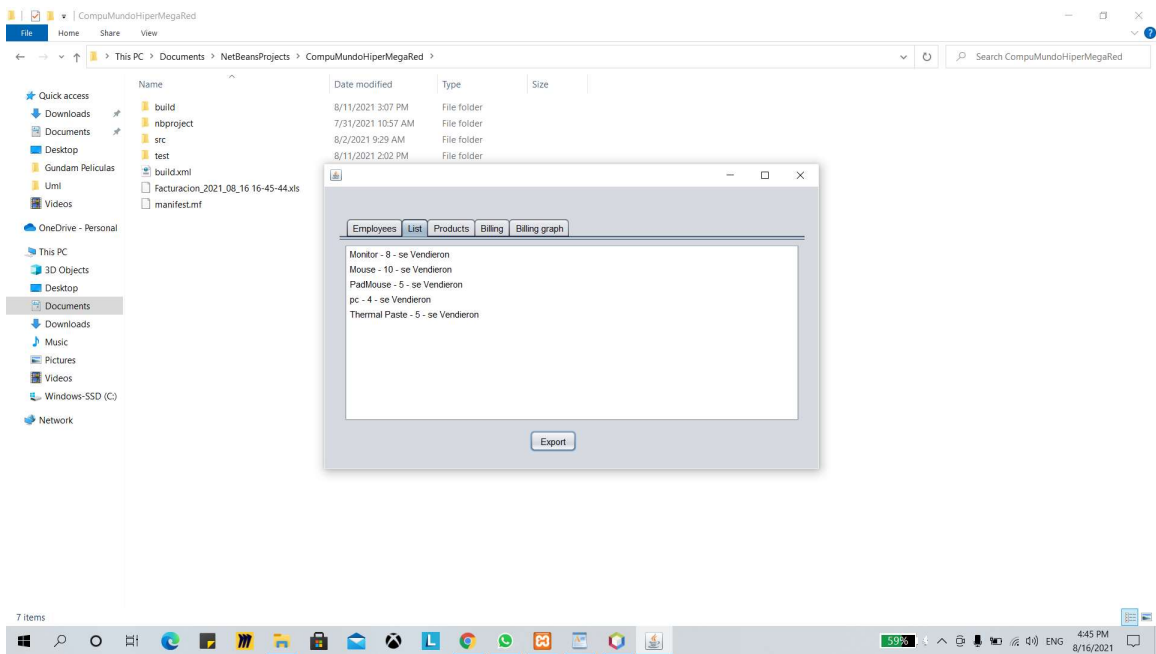 CompuMundoHiperMegaRed
File Home Share View
This PC > Documents > NetBeansProjects > CompuMundoHiperMegaRed >
Search CompuMundoHiperMegaRed
Name Date modified Type Size
Quick access
Downloads
Documents
Desktop
Gundam Peliculas
Uml
Videos
OneDrive - Personal
This PC
3D Objects
Desktop
Documents
Downloads
Music
Pictures
Videos
Windows-SSD (C:)
Network
build 8/11/2021 3:07 PM File folder
nbproject 7/31/2021 10:57 AM File folder
src 8/2/2021 9:29 AM File folder
test 8/11/2021 2:02 PM File folder
build.xml
Facturacion_2021_08_16 16-45-44.xls
manifest.mf
Employees List Products Billing Billing graph
Monitor - 8 - se Vendieron
Mouse - 10 - se Vendieron
PadMouse - 5 - se Vendieron
pc - 4 - se Vendieron
Thermal Paste - 5 - se Vendieron
Export
7 items
59% ENG 4:45 PM
8/16/2021